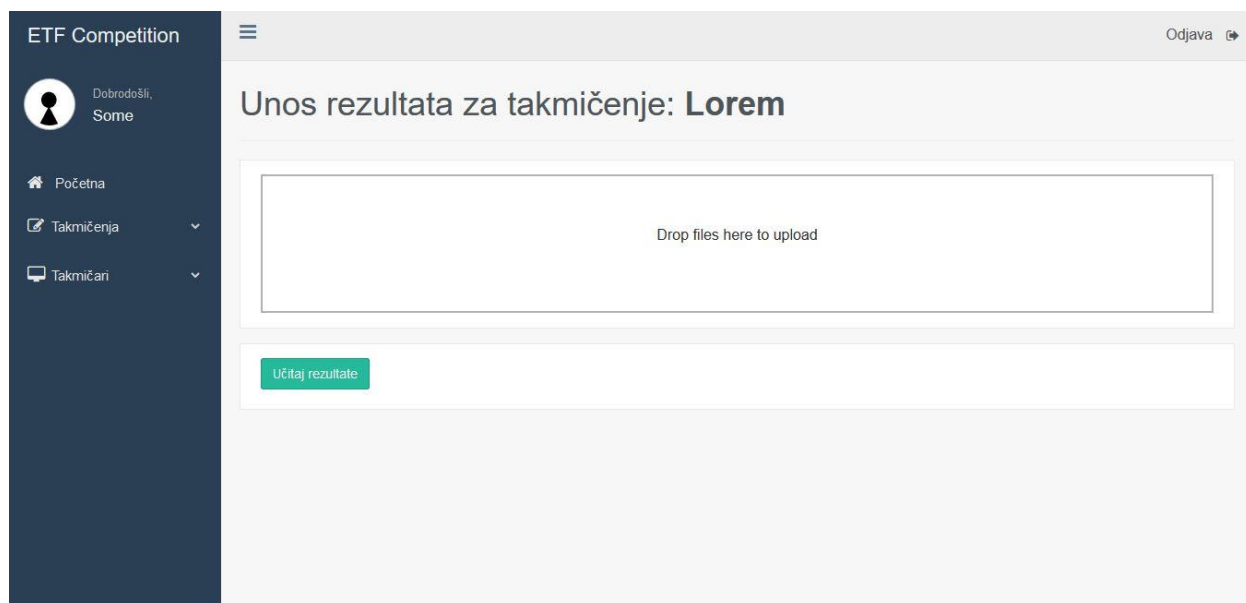 ETF Competition
Odjava
Dobrodošli,
Some
Unos rezultata za takmičenje: Lorem
Početna
Takmičenja
Takmičari
Drop files here to upload
Učitaj rezultate